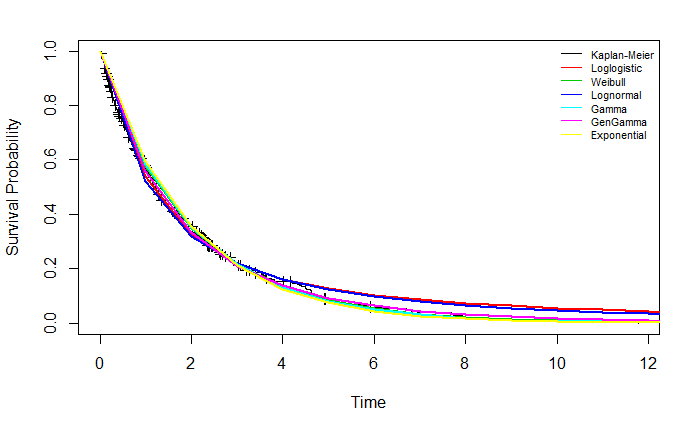 Survival Probability
1.0
0.8
0.6
0.4
0.2
0.0
Kaplan-Meier
Loglogistic
Weibull
Lognormal
Gamma
GenGamma
Exponential
0 2 4 6 8 10 12
Time